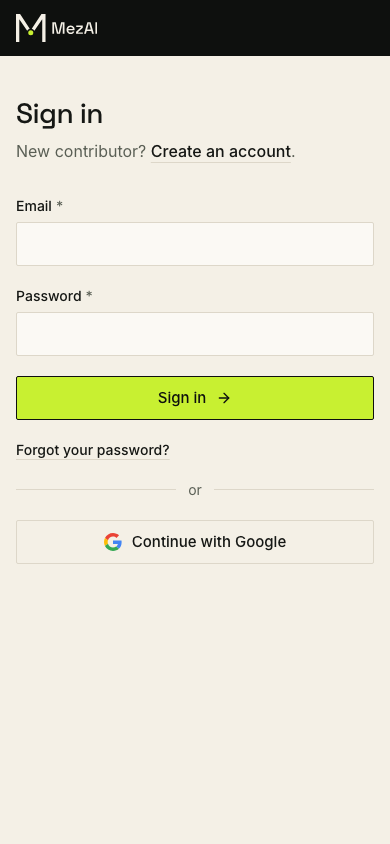 MezAI
Sign in
New contributor? Create an account.
Email *
Password *
Sign in →
Forgot your password?
or
Continue with Google